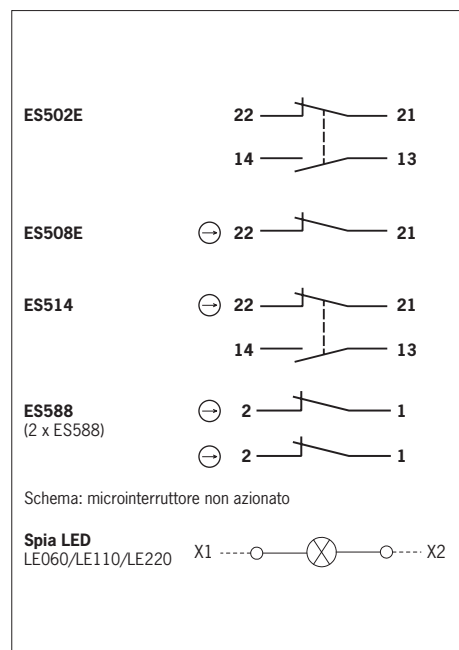 ES502E 22 21
14 13
ES508E 22 21
ES514 22 21
14 13
ES588 2 1
(2 x ES588)
2 1
Schema: microinterruttore non azionato
Spia LED
LE060/LE110/LE220 X1 X2